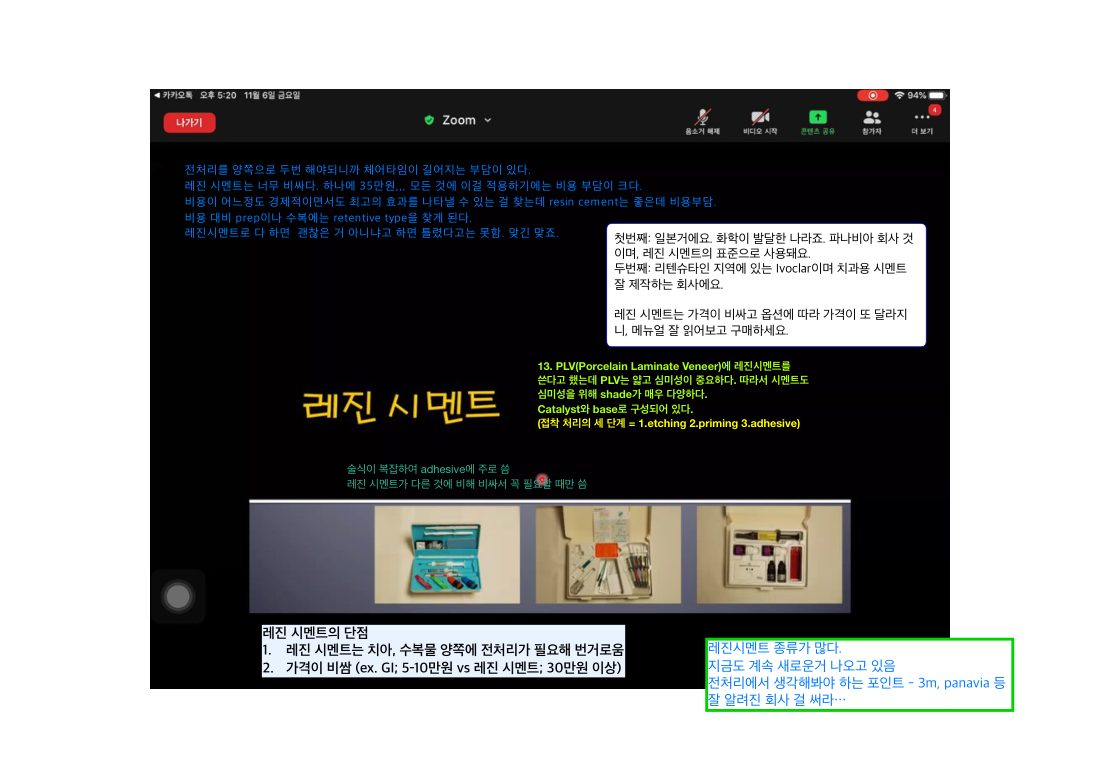 카카오톡 오후 5:20 11월 6일 금요일
94%
나가기
Zoom
음소거 해제
비디오 시작
콘텐츠 공유
참가자
4
더 보기
전처리를 양쪽으로 두번 해야되니까 체어타임이 길어지는 부담이 있다.
레진 시멘트는 너무 비싸다. 하나에 35만원,,, 모든 것에 이걸 적용하기에는 비용 부담이 크다.
비용이 어느정도 경제적이면서도 최고의 효과를 나타낼 수 있는 걸 찾는데 resin cement는 좋은데 비용부담.
비용 대비 prep이나 수복에는 retentive type을 찾게 된다.
레진시멘트로 다 하면 괜찮은 거 아니냐고 하면 틀렸다고는 못함. 맞긴 맞죠.
첫번째: 일본거에요. 화학이 발달한 나라죠. 파나비아 회사 것
이며, 레진 시멘트의 표준으로 사용돼요.
두번째: 리텐슈타인 지역에 있는 Ivoclar이며 치과용 시멘트
잘 제작하는 회사에요.
레진 시멘트는 가격이 비싸고 옵션에 따라 가격이 또 달라지
니, 메뉴얼 잘 읽어보고 구매하세요.
13. PLV(Porcelain Laminate Veneer)에 레진시멘트를
쓴다고 했는데 PLV는 얇고 심미성이 중요하다. 따라서 시멘트도
심미성을 위해 shade가 매우 다양하다.
Catalyst와 base로 구성되어 있다.
(접착 처리의 세 단계 = 1.etching 2.priming 3.adhesive)
레진 시멘트
술식이 복잡하여 adhesive에 주로 씀
레진 시멘트가 다른 것에 비해 비싸서 꼭 필요할 때만 씀
레진 시멘트의 단점
1. 레진 시멘트는 치아, 수복물 양쪽에 전처리가 필요해 번거로움
2. 가격이 비쌈 (ex. GI; 5-10만원 vs 레진 시멘트; 30만원 이상)
레진시멘트 종류가 많다.
지금도 계속 새로운거 나오고 있음
전처리에서 생각해봐야 하는 포인트 - 3m, panavia 등
잘 알려진 회사 걸 써라…